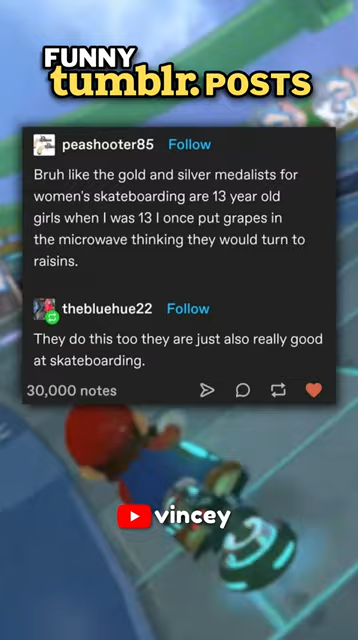 FUNNY
tumblr. POSTS
peashooter85 Follow
Bruh like the gold and silver medalists for
women's skateboarding are 13 year old
girls when I was 13 I once put grapes in
the microwave thinking they would turn to
raisins.
thebluehue22 Follow
They do this too they are just also really good
at skateboarding.
30,000 notes
vincey